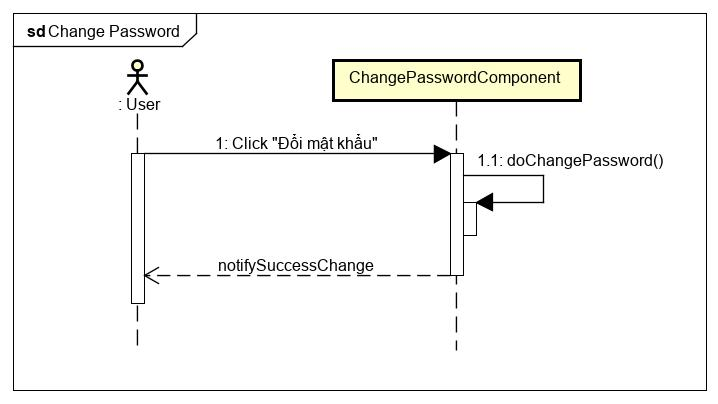 sd Change Password
: User
ChangePasswordComponent
1: Click "Đổi mật khẩu"
1.1: doChangePassword()
notifySuccessChange